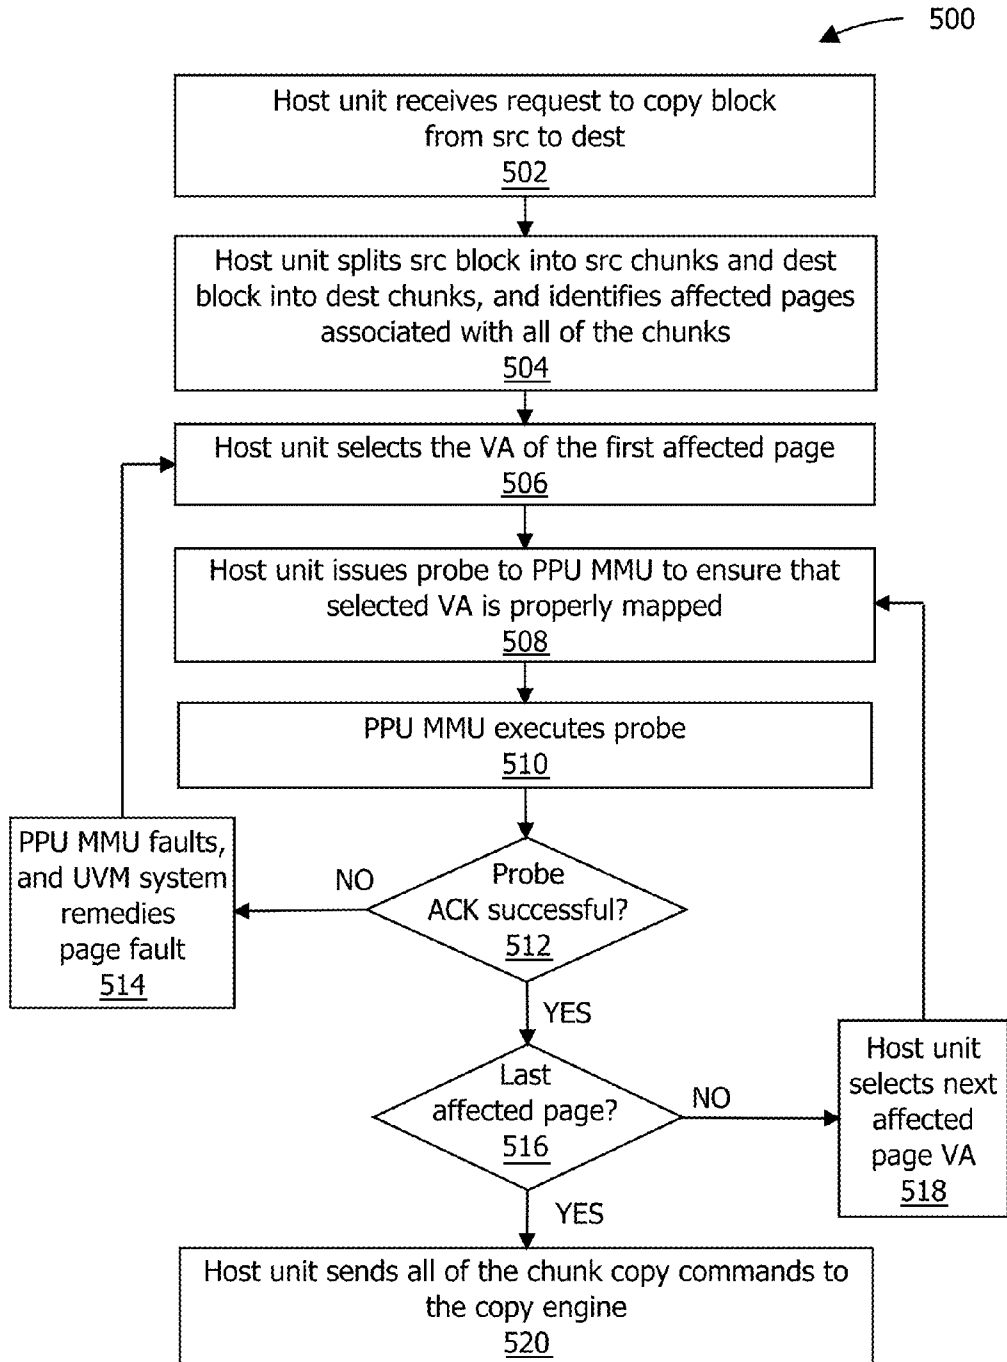 500
Host unit receives request to copy block
from src to dest
502
Host unit splits src block into src chunks and dest
block into dest chunks, and identifies affected pages
associated with all of the chunks
504
Host unit selects the VA of the first affected page
506
Host unit issues probe to PPU MMU to ensure that
selected VA is properly mapped
508
PPU MMU executes probe
510
PPU MMU faults,
and UVM system
remedies
page fault
514
NO
Probe
ACK successful?
512
YES
Last
affected page?
516
NO
Host unit
selects next
affected
page VA
518
YES
Host unit sends all of the chunk copy commands to
the copy engine
520